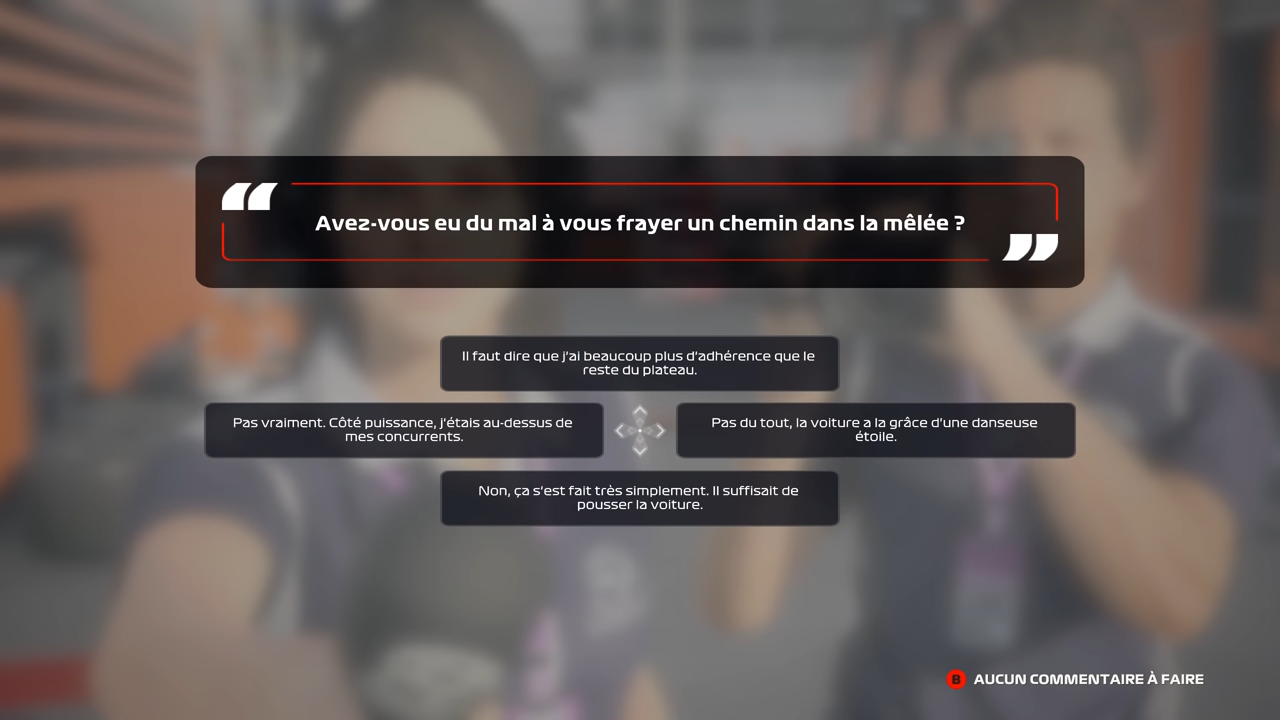 Avez-vous eu du mal à vous frayer un chemin dans la mêlée ?
Il faut dire que j'ai beaucoup plus d'adhérence que le
reste du plateau.
Pas vraiment. Côté puissance, j'étais au-dessus de
mes concurrents.
Pas du tout, la voiture a la grâce d'une danseuse
étoile.
Non, ça s'est fait très simplement. Il suffisait de
pousser la voiture.
B AUCUN COMMENTAIRE À FAIRE